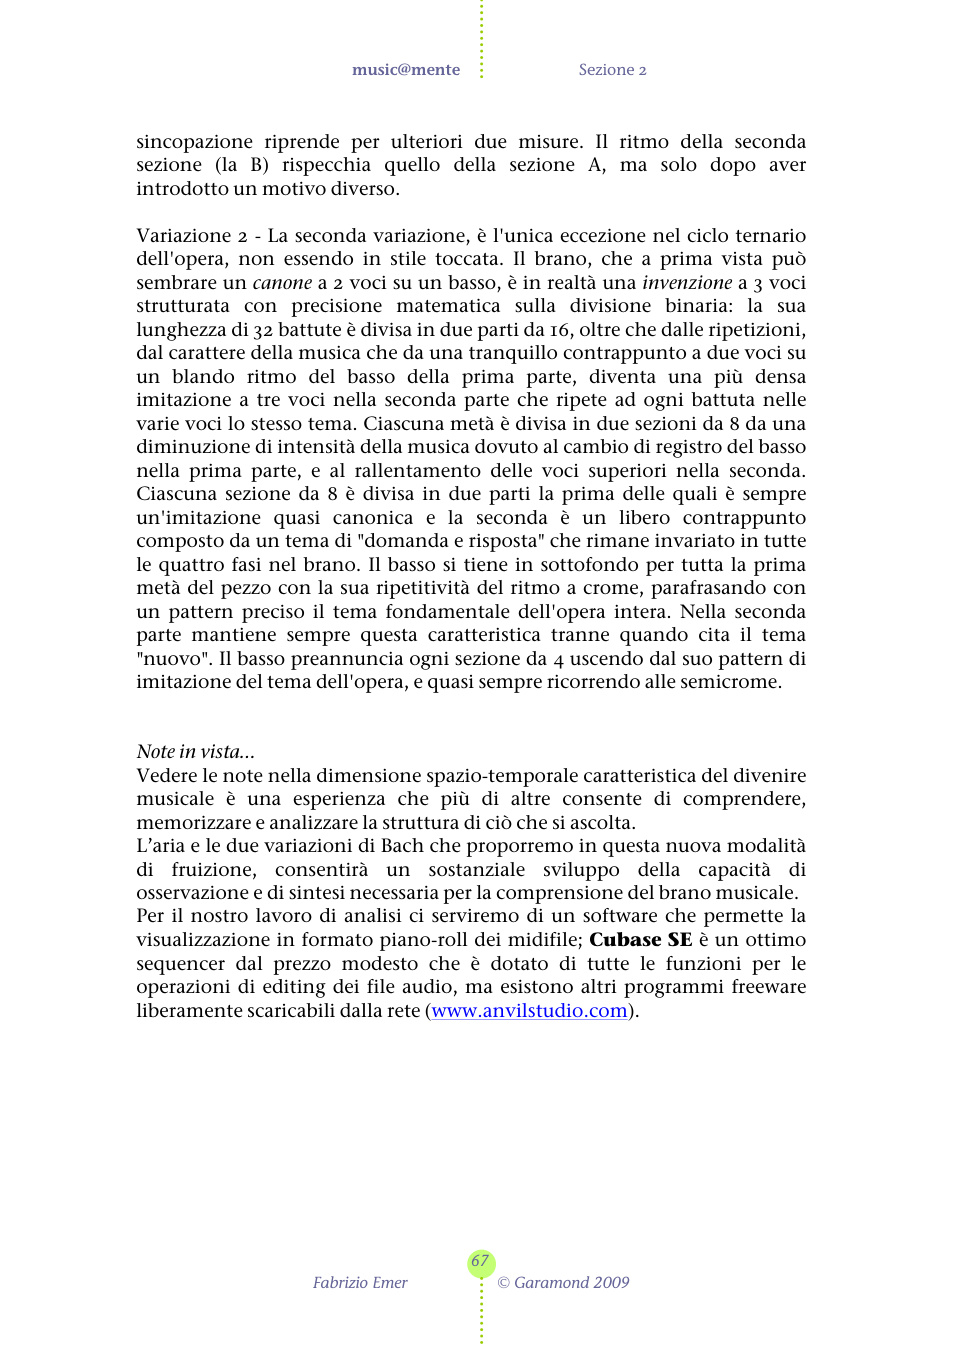 music@mente
Sezione 2
sincopazione riprende per ulteriori due misure. Il ritmo della seconda
sezione (la B) rispecchia quello della sezione A, ma solo dopo aver
introdotto un motivo diverso.
Variazione 2 - La seconda variazione, è l'unica eccezione nel ciclo ternario
dell'opera, non essendo in stile toccata. Il brano, che a prima vista può
sembrare un canone a 2 voci su un basso, è in realtà una invenzione a 3 voci
strutturata con precisione matematica sulla divisione binaria: la sua
lunghezza di 32 battute è divisa in due parti da 16, oltre che dalle ripetizioni,
dal carattere della musica che da una tranquillo contrappunto a due voci su
un blando ritmo del basso della prima parte, diventa una più densa
imitazione a tre voci nella seconda parte che ripete ad ogni battuta nelle
varie voci lo stesso tema. Ciascuna metà è divisa in due sezioni da 8 da una
diminuzione di intensità della musica dovuto al cambio di registro del basso
nella prima parte, e al rallentamento delle voci superiori nella seconda.
Ciascuna sezione da 8 è divisa in due parti la prima delle quali è sempre
un'imitazione quasi canonica e la seconda è un libero contrappunto
composto da un tema di "domanda e risposta" che rimane invariato in tutte
le quattro fasi nel brano. Il basso si tiene in sottofondo per tutta la prima
metà del pezzo con la sua ripetitività del ritmo a crome, parafrasando con
un pattern preciso il tema fondamentale dell'opera intera. Nella seconda
parte mantiene sempre questa caratteristica tranne quando cita il tema
"nuovo". Il basso preannuncia ogni sezione da 4 uscendo dal suo pattern di
imitazione del tema dell'opera, e quasi sempre ricorrendo alle semicrome.
Note in vista...
Vedere le note nella dimensione spazio-temporale caratteristica del divenire
musicale è una esperienza che più di altre consente di comprendere,
memorizzare e analizzare la struttura di ciò che si ascolta.
L’aria e le due variazioni di Bach che proporremo in questa nuova modalità
di fruizione, consentirà un sostanziale sviluppo della capacità di
osservazione e di sintesi necessaria per la comprensione del brano musicale.
Per il nostro lavoro di analisi ci serviremo di un software che permette la
visualizzazione in formato piano-roll dei midifile; Cubase SE è un ottimo
sequencer dal prezzo modesto che è dotato di tutte le funzioni per le
operazioni di editing dei file audio, ma esistono altri programmi freeware
liberamente scaricabili dalla rete (www.anvilstudio.com).
67
Fabrizio Emer
© Garamond 2009